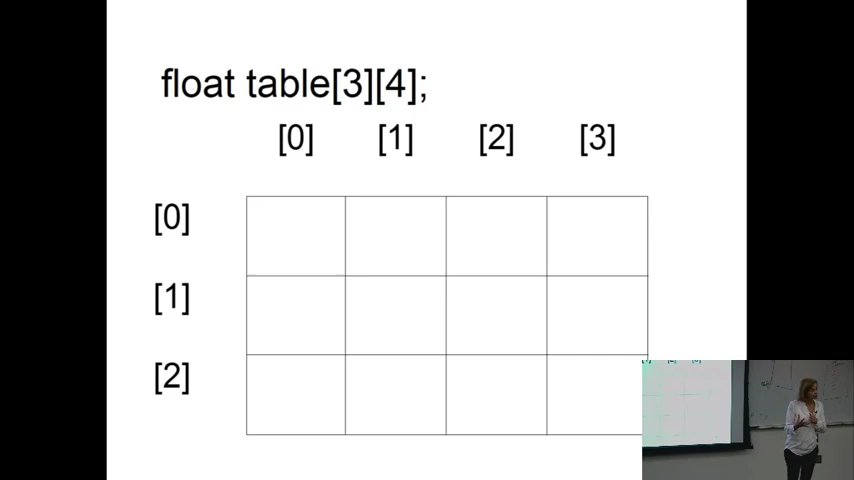 float table[3][4];
[0] [1] [2] [3]
[0]
[1]
[2]